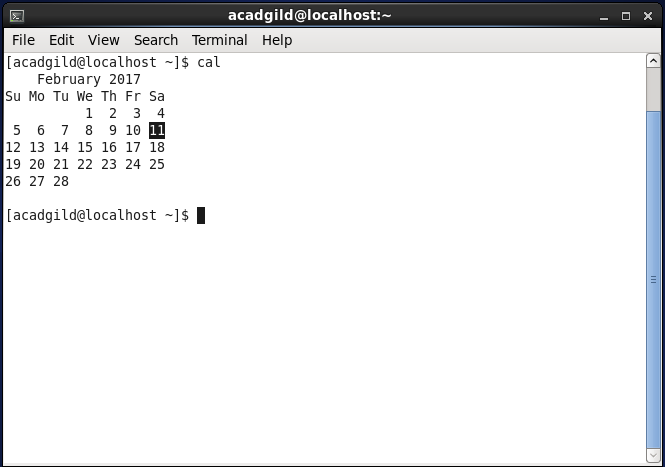 acadgild@localhost:~
File Edit View Search Terminal Help
[acadgild@localhost ~]$ cal
    February 2017
Su Mo Tu We Th Fr Sa
          1  2  3  4
 5  6  7  8  9 10 11
12 13 14 15 16 17 18
19 20 21 22 23 24 25
26 27 28
[acadgild@localhost ~]$